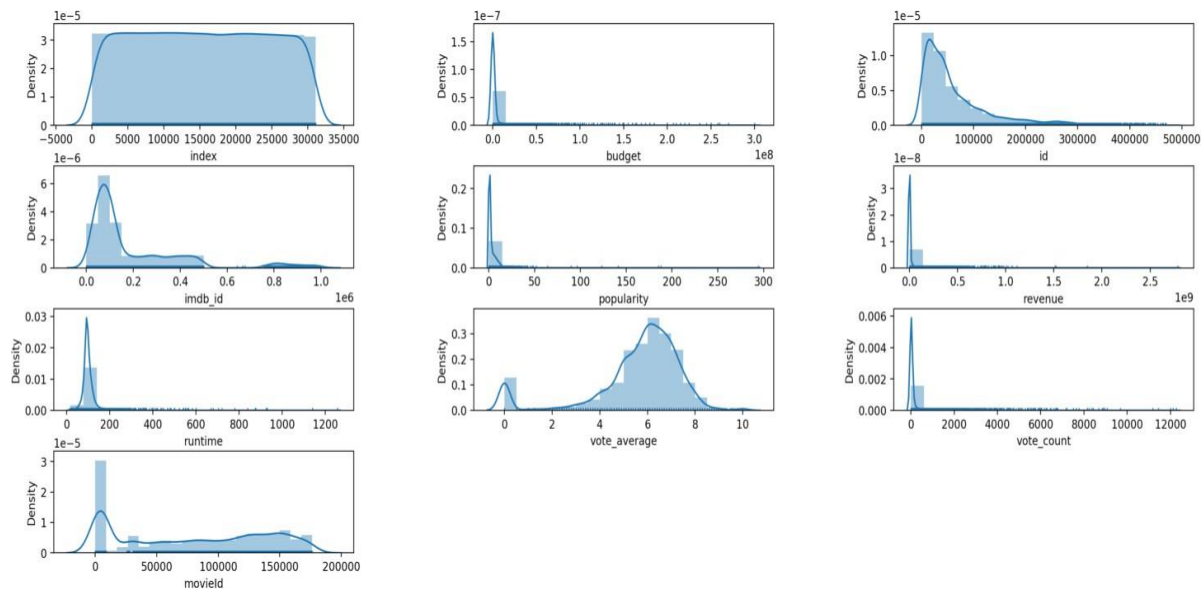 1e−5
Density
3
2
1
0
−5000 0 5000 10000 15000 20000 25000 30000 35000
index
1e−7
Density
1.5
1.0
0.5
0.0
0.0 0.5 1.0 1.5 2.0 2.5 3.0
budget
1e8
1e−5
Density
1.0
0.5
0.0
0 100000 200000 300000 400000 500000
id
1e−6
Density
6
4
2
0
0.0 0.2 0.4 0.6 0.8 1.0
imdb_id
1e6
Density
0.2
0.1
0.0
0 50 100 150 200 250 300
popularity
1e−8
Density
3
2
1
0
0.0 0.5 1.0 1.5 2.0 2.5
revenue
1e9
Density
0.03
0.02
0.01
0.00
0 200 400 600 800 1000 1200
runtime
Density
0.3
0.2
0.1
0.0
0 2 4 6 8 10
vote_average
Density
0.006
0.004
0.002
0.000
0 2000 4000 6000 8000 10000 12000
vote_count
1e−5
Density
3
2
1
0
0 50000 100000 150000 200000
movieId